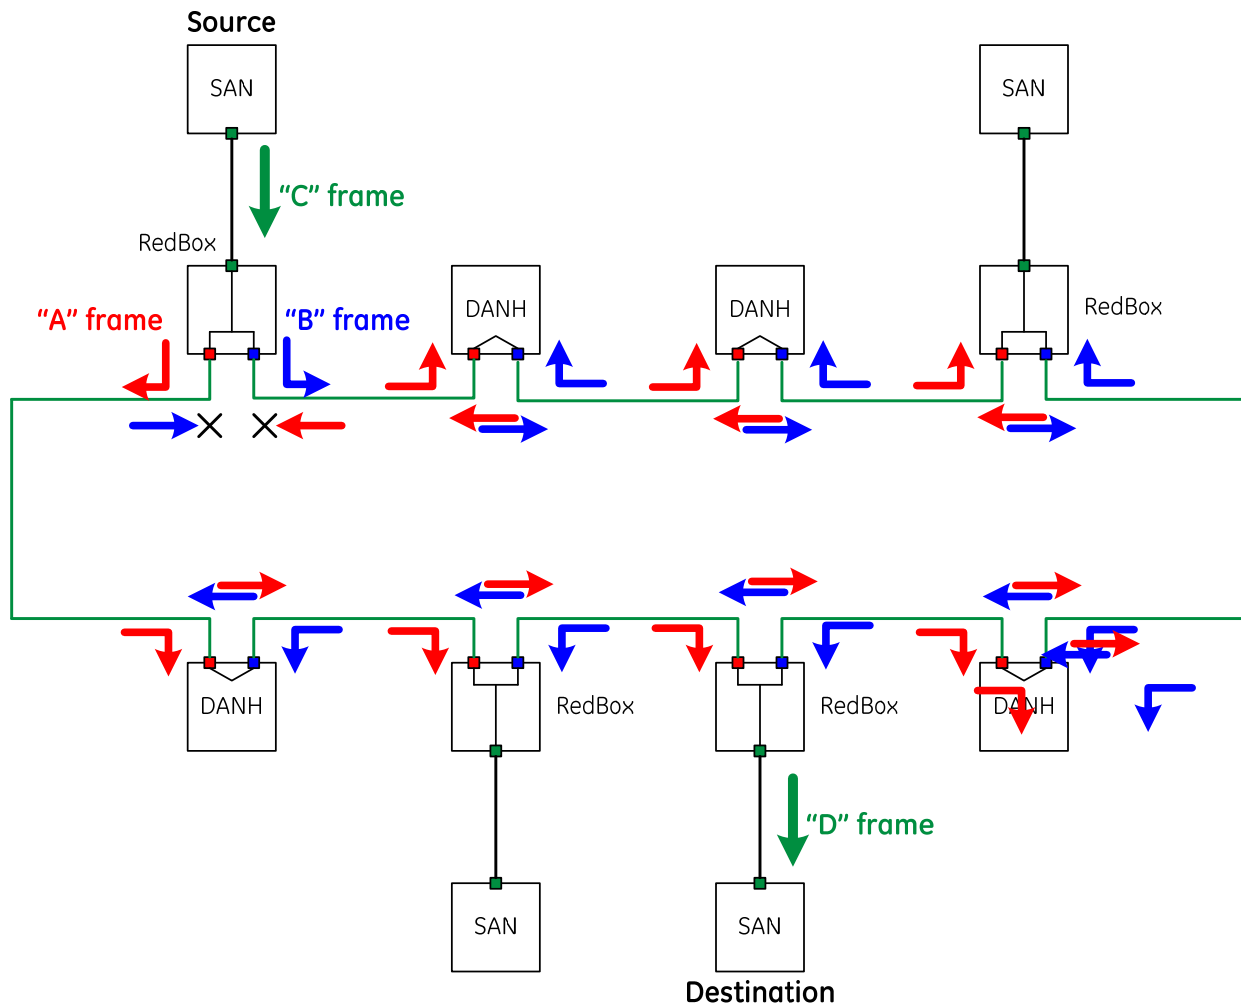 Source
SAN
SAN
“C” frame
RedBox
“A” frame
“B” frame
DANH
DANH
RedBox
DANH
RedBox
RedBox
DANH
“D” frame
SAN
SAN
Destination